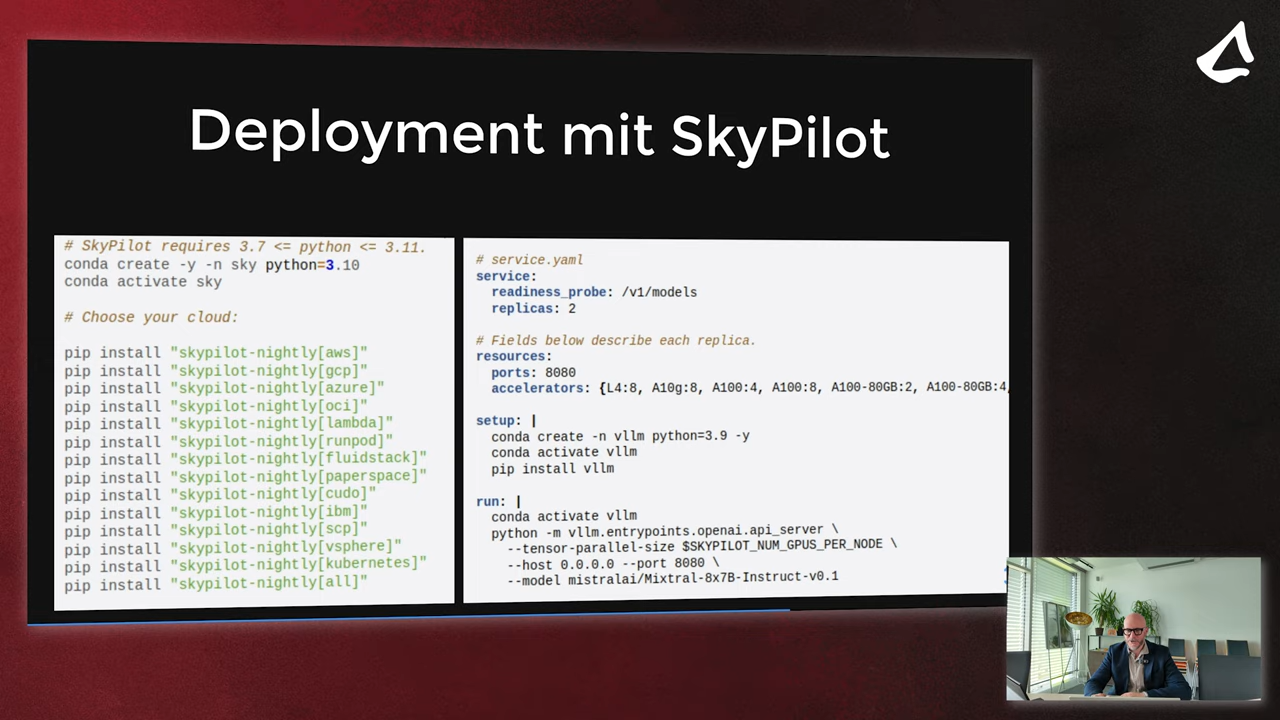 Deployment mit SkyPilot
# SkyPilot requires 3.7 <= python <= 3.11.
conda create -y -n sky python=3.10
conda activate sky
# Choose your cloud:
pip install "skypilot-nightly[aws]"
pip install "skypilot-nightly[gcp]"
pip install "skypilot-nightly[azure]"
pip install "skypilot-nightly[oci]"
pip install "skypilot-nightly[lambda]"
pip install "skypilot-nightly[runpod]"
pip install "skypilot-nightly[fluidstack]"
pip install "skypilot-nightly[paperspace]"
pip install "skypilot-nightly[cudo]"
pip install "skypilot-nightly[ibm]"
pip install "skypilot-nightly[scp]"
pip install "skypilot-nightly[vsphere]"
pip install "skypilot-nightly[kubernetes]"
pip install "skypilot-nightly[all]"
# service.yaml
service:
readiness_probe: /v1/models
replicas: 2
# Fields below describe each replica.
resources:
ports: 8080
accelerators: {L4:8, A10g:8, A100:4, A100:8, A100-80GB:2, A100-80GB:4,
setup: |
conda create -n vllm python=3.9 -y
conda activate vllm
pip install vllm
run: |
conda activate vllm
python -m vllm.entrypoints.openai.api_server \
--tensor-parallel-size $SKYPILOT_NUM_GPUS_PER_NODE \
--host 0.0.0.0 --port 8080 \
--model mistralai/Mixtral-8x7B-Instruct-v0.1